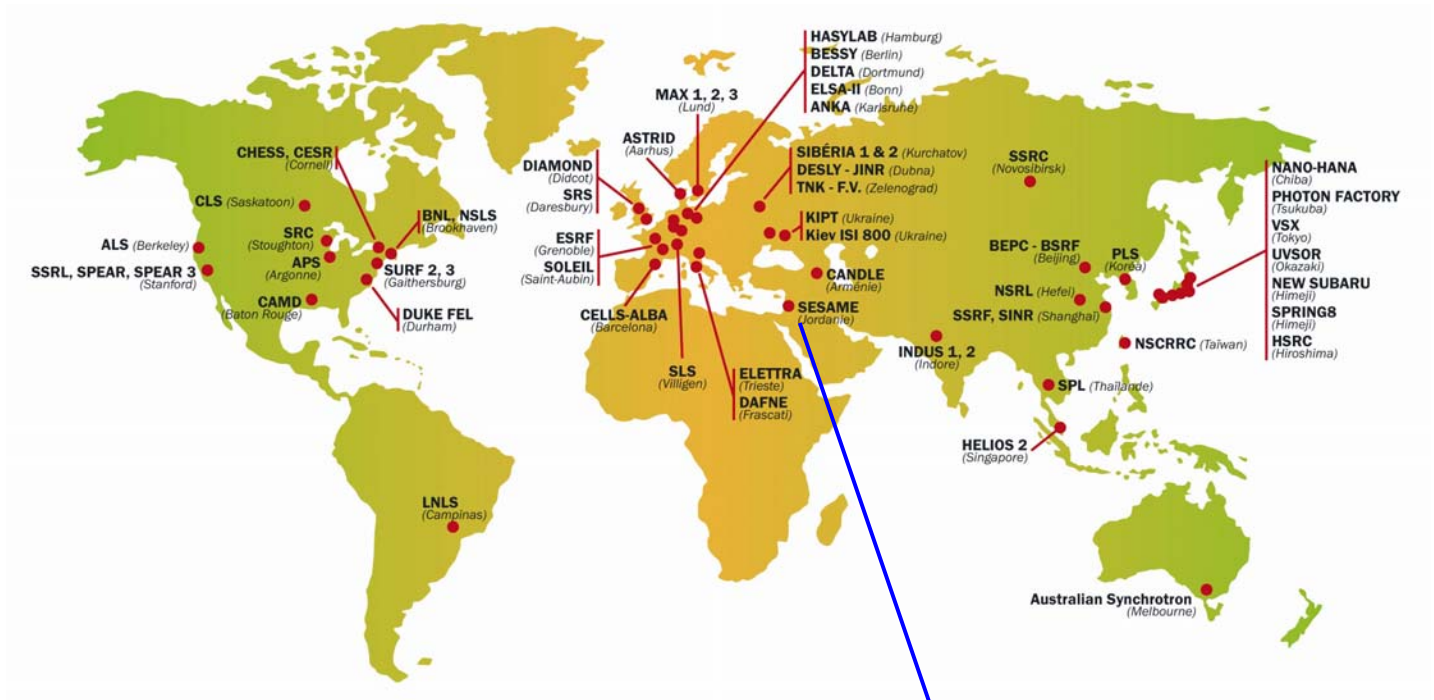 HASYLAB (Hamburg)
BESSY (Berlin)
DELTA (Dortmund)
ELSA-II (Bonn)
ANKA (Karlsruhe)
MAX 1, 2, 3
(Lund)
ASTRID
(Aarhus)
CHESS, CESR
(Cornell)
DIAMOND
(Didcot)
SRS
(Daresbury)
SIBÉRIA 1 & 2 (Kurchatov)
DESLY - JINR (Dubna)
TNK - F.V. (Zelenograd)
SSRC
(Novosibirsk)
NANO-HANA
(Chiba)
PHOTON FACTORY
(Tsukuba)
VSX
(Tokyo)
UVSOR
(Okazaki)
NEW SUBARU
(Himeji)
SPRING8
(Himeji)
HSRC
(Hiroshima)
CLS (Saskatoon)
BNL, NSLS
(Brookhaven)
SRC
(Stoughton)
APS
(Argonne)
ALS (Berkeley)
SSRL, SPEAR, SPEAR 3
(Stanford)
SURF 2, 3
(Gaithersburg)
CAMD
(Baton Rouge)
DUKE FEL
(Durham)
KIPT (Ukraine)
Kiev ISI 800 (Ukraine)
ESRF
(Grenoble)
SOLEIL
(Saint-Aubin)
CANDLE
(Arménie)
BEPC - BSRF
(Beijing)
PLS
(Koréa)
NSRL (Hefei)
SSRF, SINR (Shanghaï)
CELLS-ALBA
(Barcelona)
SESAME
(Jordanie)
INDUS 1, 2
(Indore)
NSCRRC (Taïwan)
SLS
(Villigen)
ELETTRA
(Trieste)
DAFNE
(Frascati)
SPL (Thaïlande)
HELIOS 2
(Singapore)
LNLS
(Campinas)
Australian Synchrotron
(Melbourne)